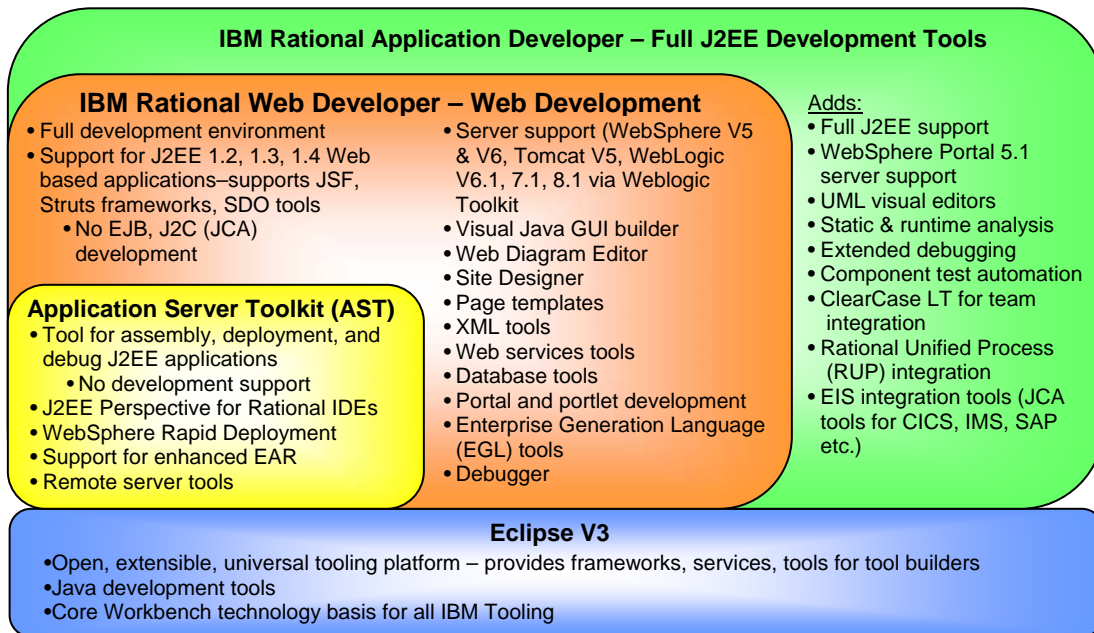 IBM Rational Application Developer – Full J2EE Development Tools
IBM Rational Web Developer – Web Development
• Full development environment
• Support for J2EE 1.2, 1.3, 1.4 Web
based applications–supports JSF,
Struts frameworks, SDO tools
• No EJB, J2C (JCA)
development
• Server support (WebSphere V5
& V6, Tomcat V5, WebLogic
V6.1, 7.1, 8.1 via Weblogic
Toolkit
• Visual Java GUI builder
• Web Diagram Editor
• Site Designer
• Page templates
• XML tools
• Web services tools
• Database tools
• Portal and portlet development
• Enterprise Generation Language
(EGL) tools
• Debugger
Adds:
• Full J2EE support
• WebSphere Portal 5.1
server support
• UML visual editors
• Static & runtime analysis
• Extended debugging
• Component test automation
• ClearCase LT for team
integration
• Rational Unified Process
(RUP) integration
• EIS integration tools (JCA
tools for CICS, IMS, SAP
etc.)
Application Server Toolkit (AST)
• Tool for assembly, deployment, and
debug J2EE applications
• No development support
• J2EE Perspective for Rational IDEs
• WebSphere Rapid Deployment
• Support for enhanced EAR
• Remote server tools
Eclipse V3
•Open, extensible, universal tooling platform – provides frameworks, services, tools for tool builders
•Java development tools
•Core Workbench technology basis for all IBM Tooling